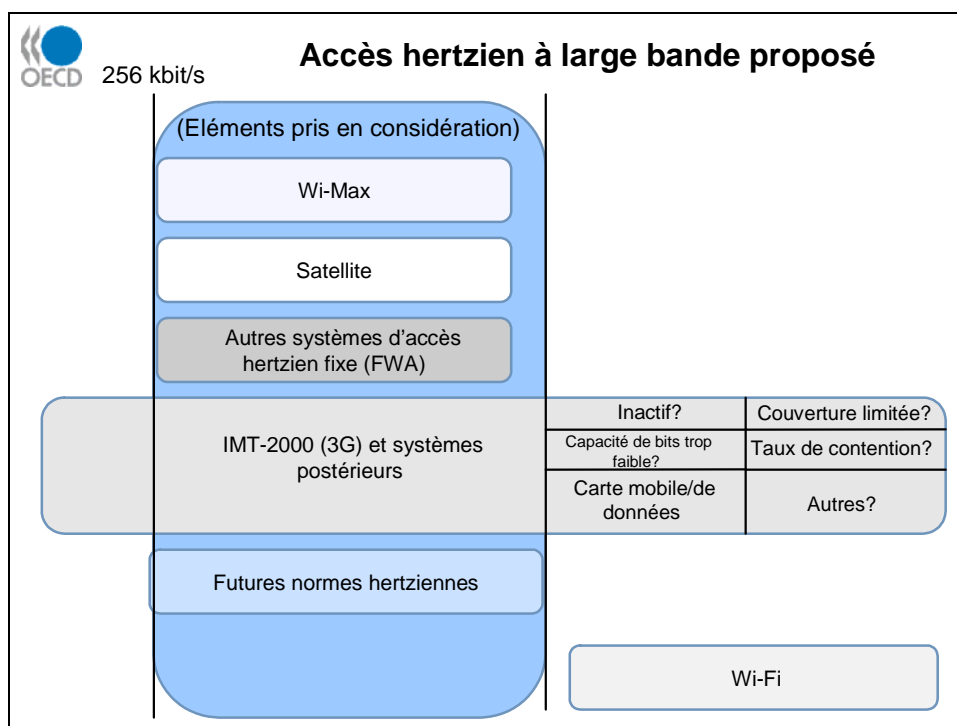 OECD
256 kbit/s
Accès hertzien à large bande proposé
(Eléments pris en considération)
Wi-Max
Satellite
Autres systèmes d'accès
hertzien fixe (FWA)
IMT-2000 (3G) et systèmes
postérieurs
Inactif?
Couverture limitée?
Capacité de bits trop
faible?
Taux de contention?
Carte mobile/de
données
Autres?
Futures normes hertziennes
Wi-Fi